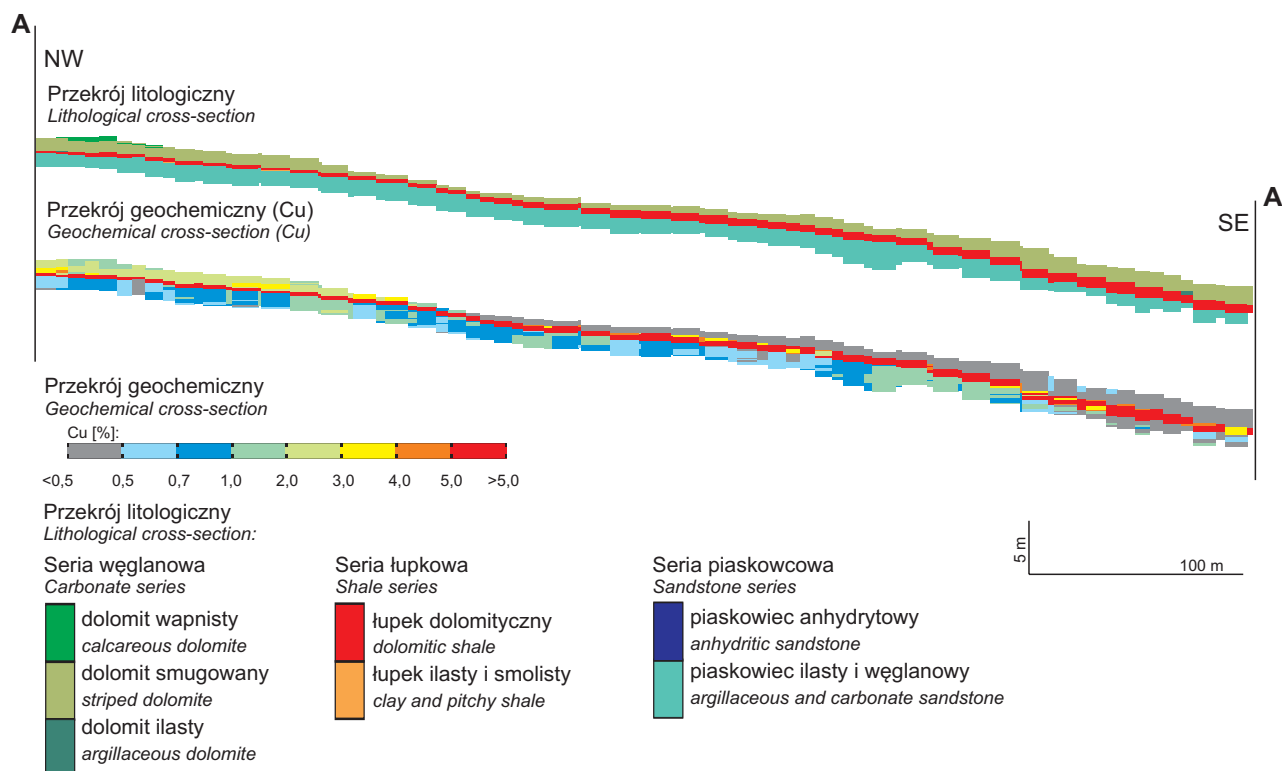 A
NW
Przekrój litologiczny
Lithological cross-section
A
SE
Przekrój geochemiczny (Cu)
Geochemical cross-section (Cu)
Przekrój geochemiczny
Geochemical cross-section
Cu [%]:
<0,5 0,5 0,7 1,0 2,0 3,0 4,0 5,0 >5,0
Przekrój litologiczny
Lithological cross-section:
5 m
100 m
Seria węglanowa
Carbonate series
dolomit wapnisty
calcareous dolomite
dolomit smugowany
striped dolomite
dolomit ilasty
argillaceous dolomite
Seria łupkowa
Shale series
łupek dolomityczny
dolomitic shale
łupek ilasty i smolisty
clay and pitchy shale
Seria piaskowcowa
Sandstone series
piaskowiec anhydrytowy
anhydritic sandstone
piaskowiec ilasty i węglanowy
argillaceous and carbonate sandstone